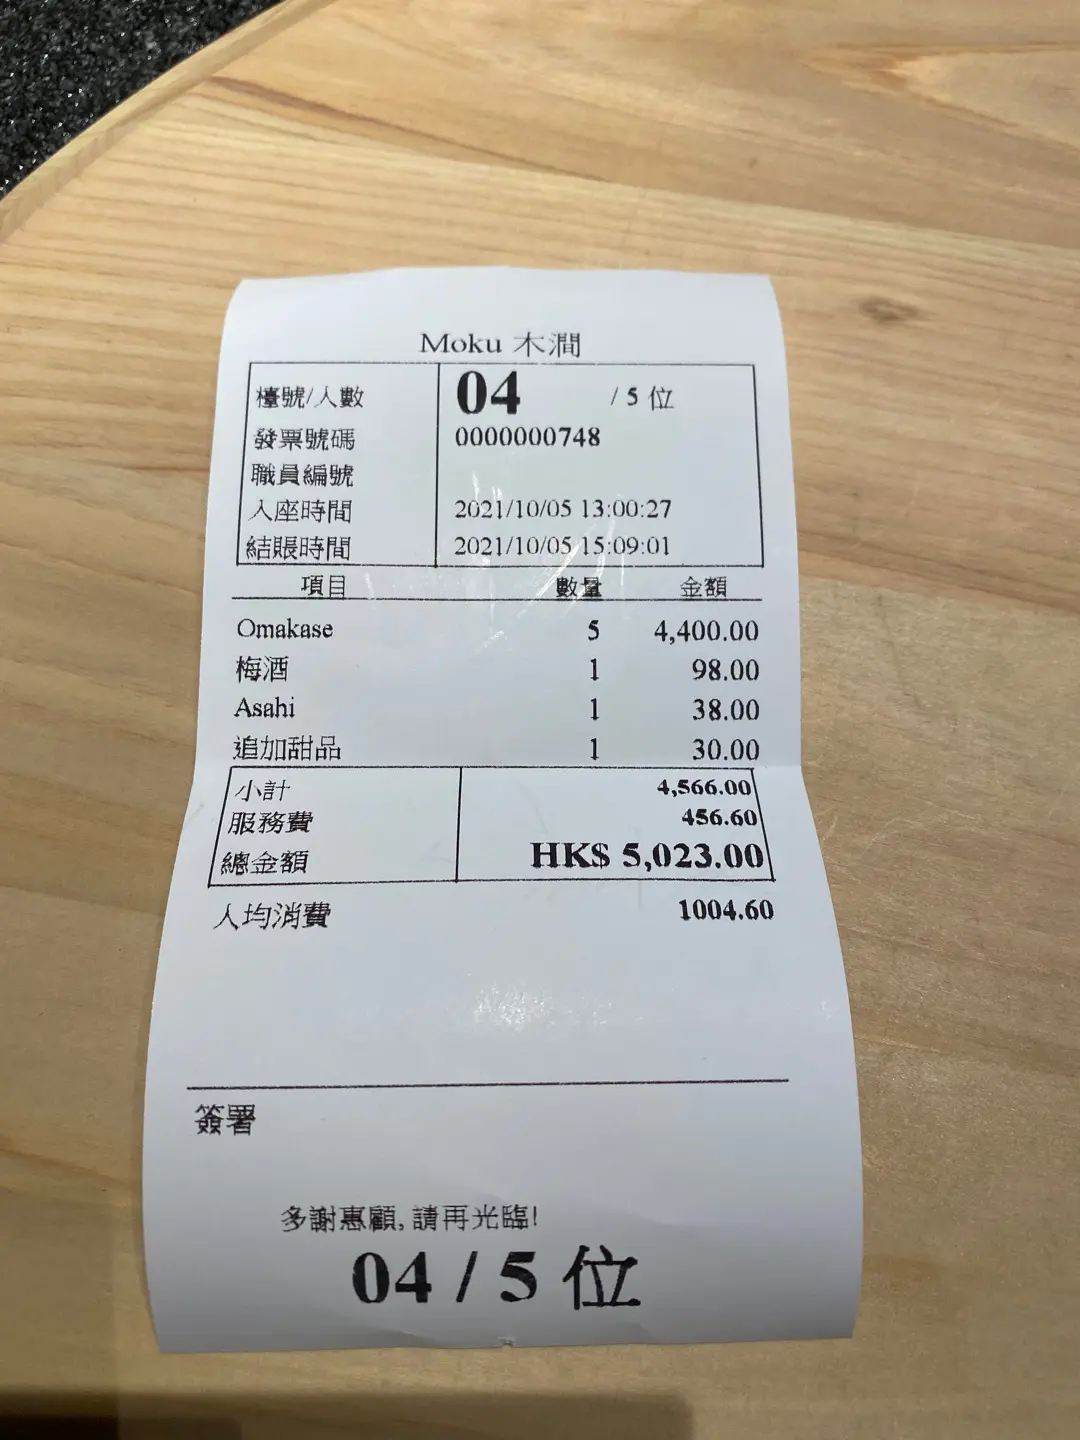 Moku 木澗
檯號/人數 04 / 5 位
發票號碼 0000000748
職員編號
入座時間 2021/10/05 13:00:27
結賬時間 2021/10/05 15:09:01
項目 數量 金額
Omakase 5 4,400.00
梅酒 1 98.00
Asahi 1 38.00
追加甜品 1 30.00
小計 4,566.00
服務費 456.60
總金額 HK$ 5,023.00
人均消費 1004.60
簽署
多謝惠顧, 請再光臨!
04 / 5 位